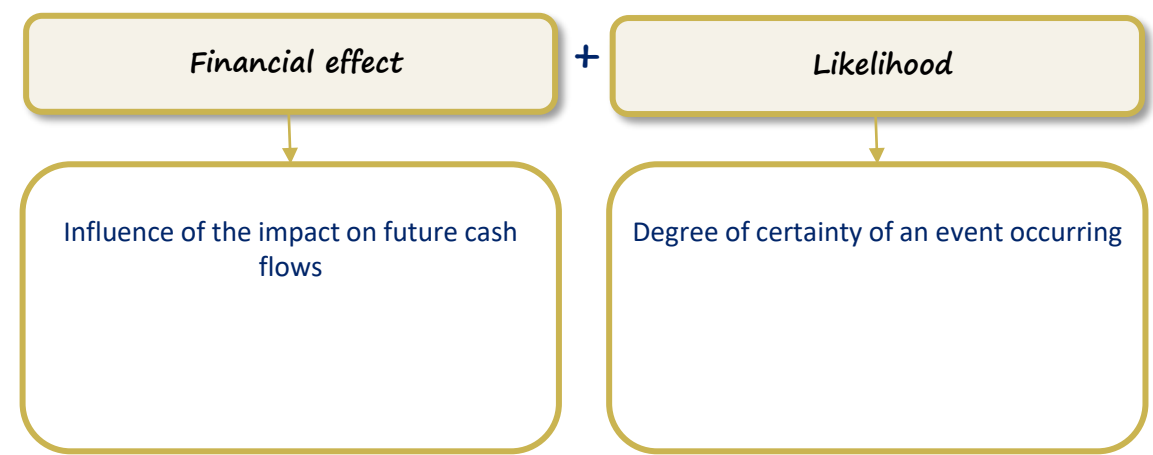 Financial effect
+
Likelihood
Influence of the impact on future cash
flows
Degree of certainty of an event occurring